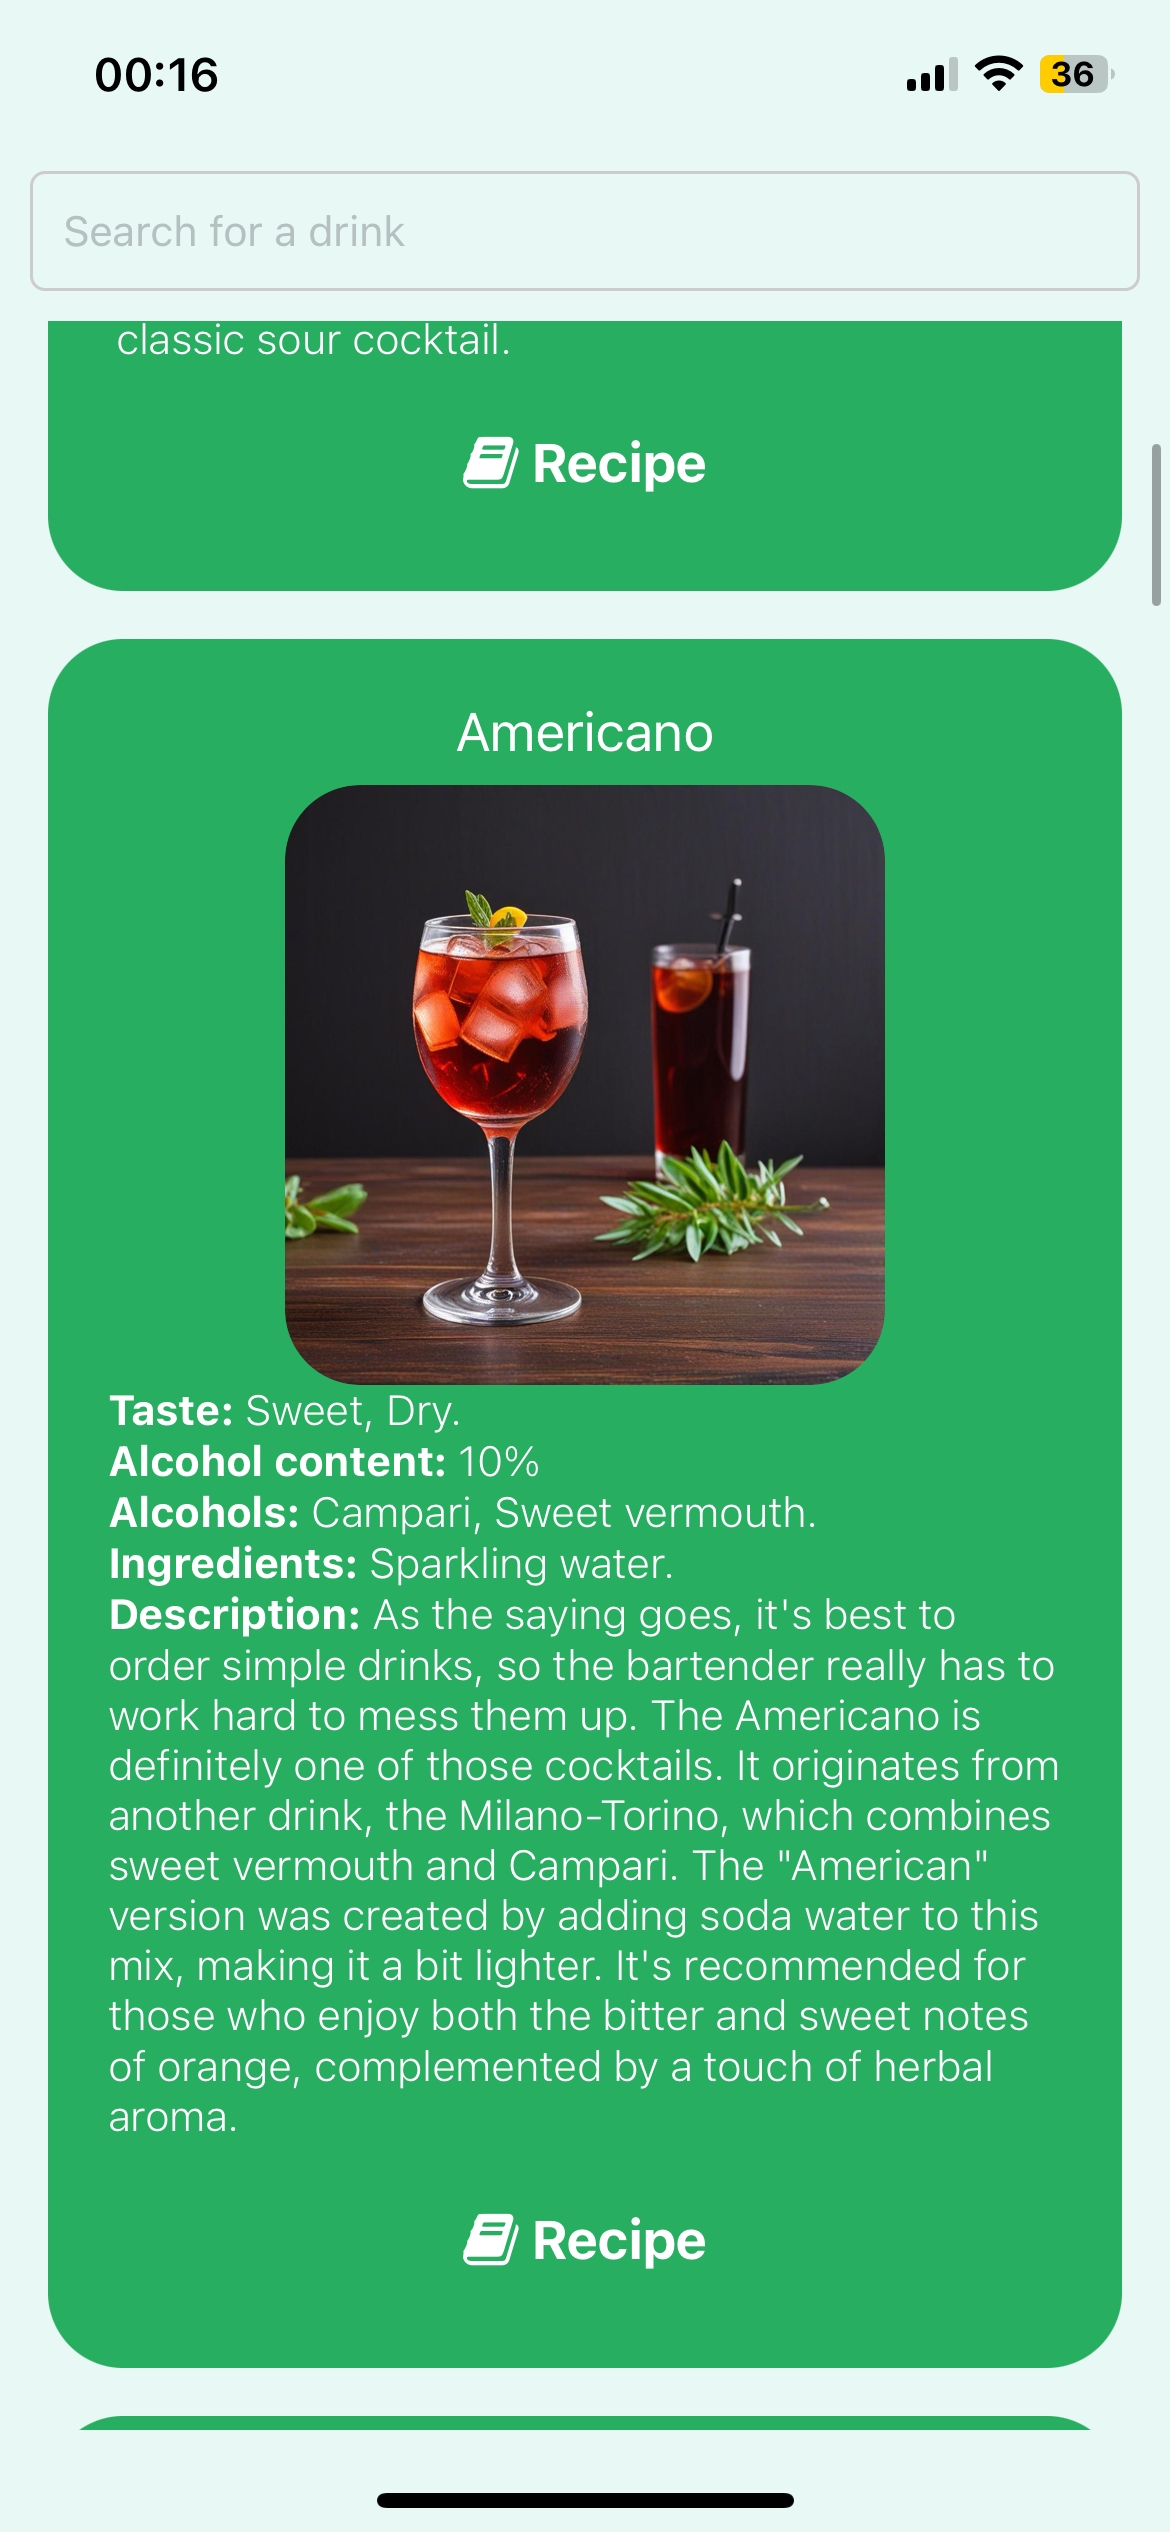 00:16
36
Search for a drink
classic sour cocktail.
Recipe
Americano
Taste: Sweet, Dry.
Alcohol content: 10%
Alcohols: Campari, Sweet vermouth.
Ingredients: Sparkling water.
Description: As the saying goes, it's best to
order simple drinks, so the bartender really has to
work hard to mess them up. The Americano is
definitely one of those cocktails. It originates from
another drink, the Milano-Torino, which combines
sweet vermouth and Campari. The "American"
version was created by adding soda water to this
mix, making it a bit lighter. It's recommended for
those who enjoy both the bitter and sweet notes
of orange, complemented by a touch of herbal
aroma.
Recipe